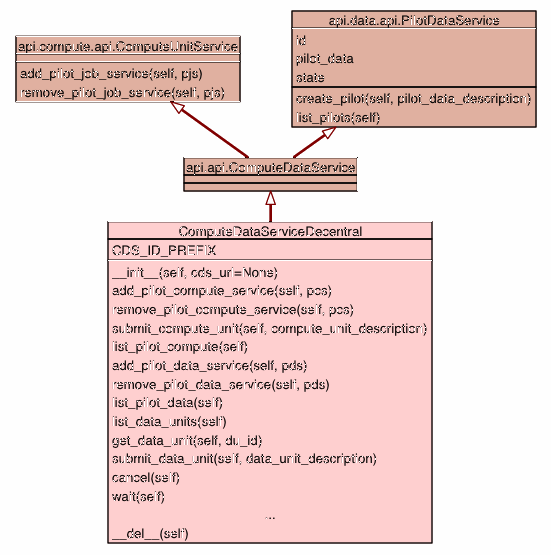 api.data.api.PilotDataService
id
pilot_data
state
create_pilot(self, pilot_data_description)
list_pilots(self)
api.compute.api.ComputeUnitService
add_pilot_job_service(self, pjs)
remove_pilot_job_service(self, pjs)
api.api.ComputeDataService
ComputeDataServiceDecentral
CDS_ID_PREFIX
__init__(self, cds_url=None)
add_pilot_compute_service(self, pcs)
remove_pilot_compute_service(self, pcs)
submit_compute_unit(self, compute_unit_description)
list_pilot_compute(self)
add_pilot_data_service(self, pds)
remove_pilot_data_service(self, pds)
list_pilot_data(self)
list_data_units(self)
get_data_unit(self, du_id)
submit_data_unit(self, data_unit_description)
cancel(self)
wait(self)
...
__del__(self)